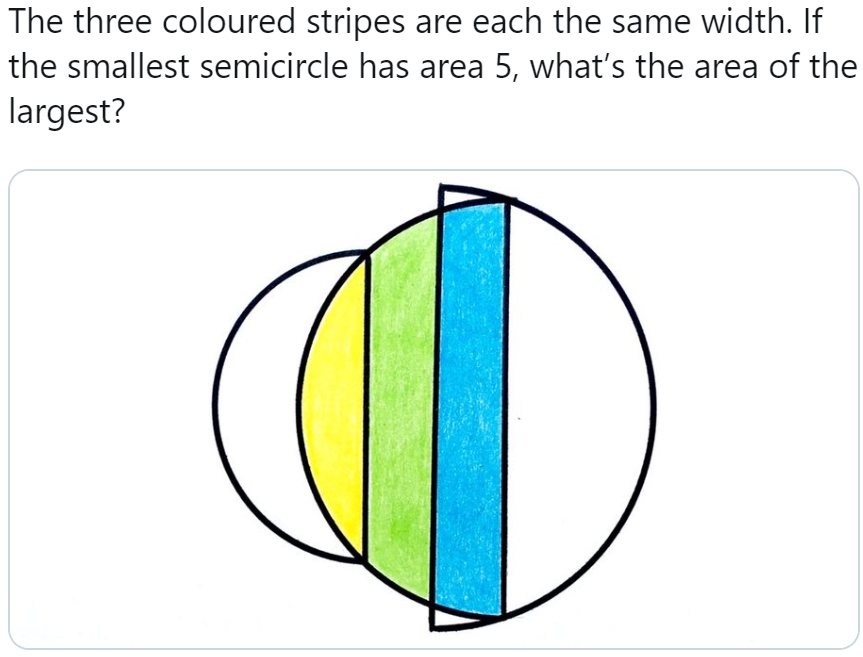 The three coloured stripes are each the same width. If
the smallest semicircle has area 5, what’s the area of the
largest?